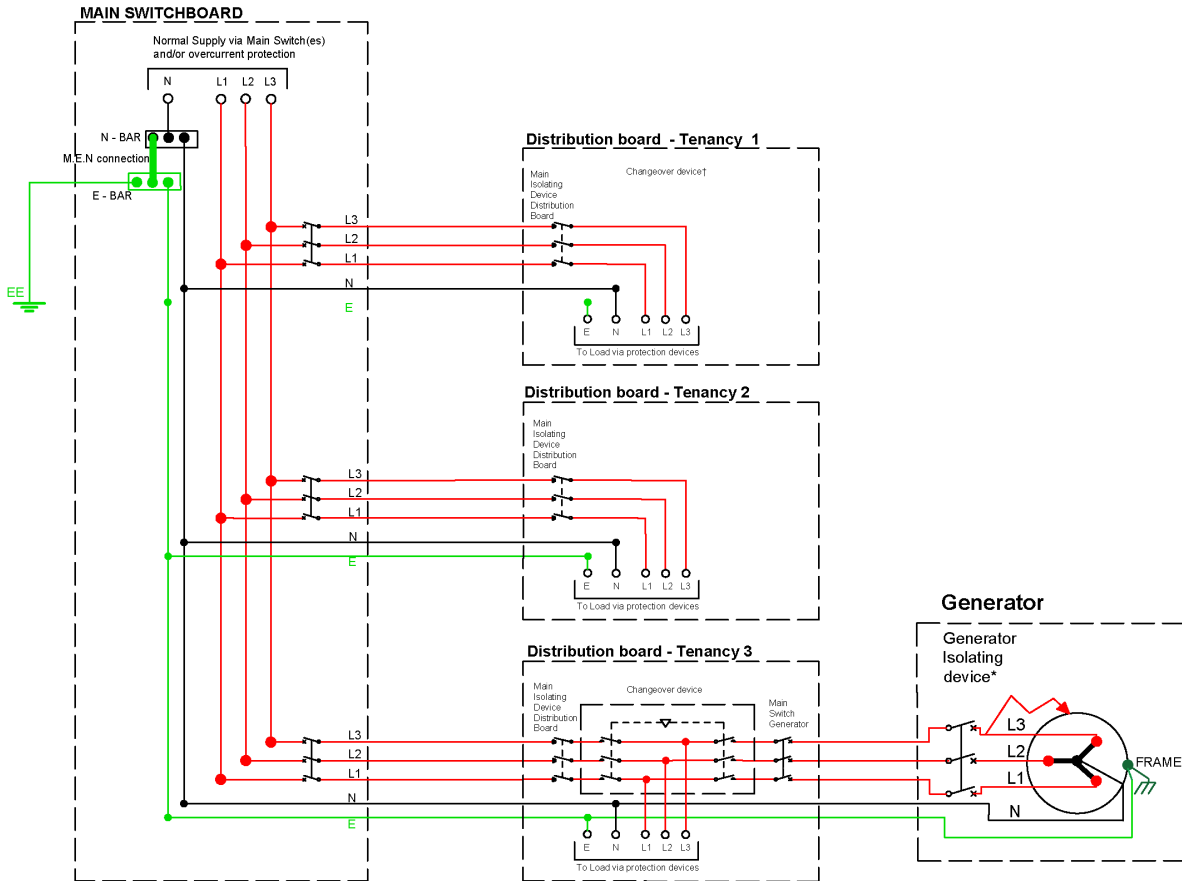 MAIN SWITCHBOARD
Normal Supply via Main Switch(es)
and/or overcurrent protection
N
L1
L2
L3
N - BAR
M.E.N connection
E - BAR
EE
L3
L2
L1
N
E
Distribution board - Tenancy 1
Main
Isolating
Device
Distribution
Board
Changeover device†
E
N
L1
L2
L3
To Load via protection devices
Distribution board - Tenancy 2
Main
Isolating
Device
Distribution
Board
L3
L2
L1
N
E
E
N
L1
L2
L3
To Load via protection devices
Distribution board - Tenancy 3
Main
Isolating
Device
Distribution
Board
Changeover device
Main
Switch
Generator
L3
L2
L1
N
E
E
N
L1
L2
L3
To Load via protection devices
Generator
Generator
Isolating
device*
L3
L2
L1
N
FRAME